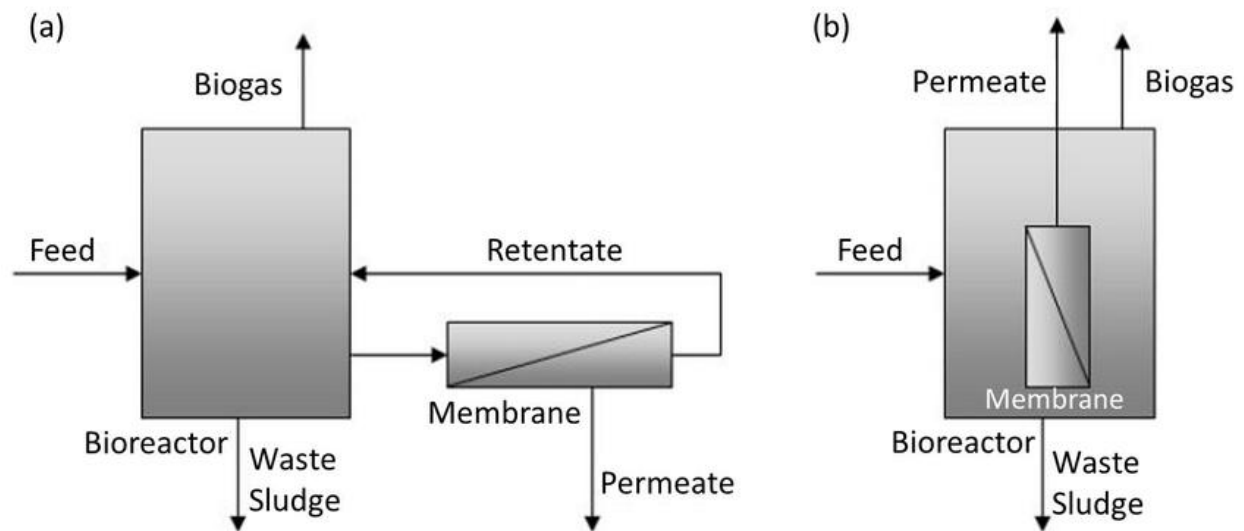 (a)
Biogas
Feed
Retentate
Membrane
Bioreactor
Waste
Sludge
Permeate
(b)
Permeate
Biogas
Feed
Membrane
Bioreactor
Waste
Sludge